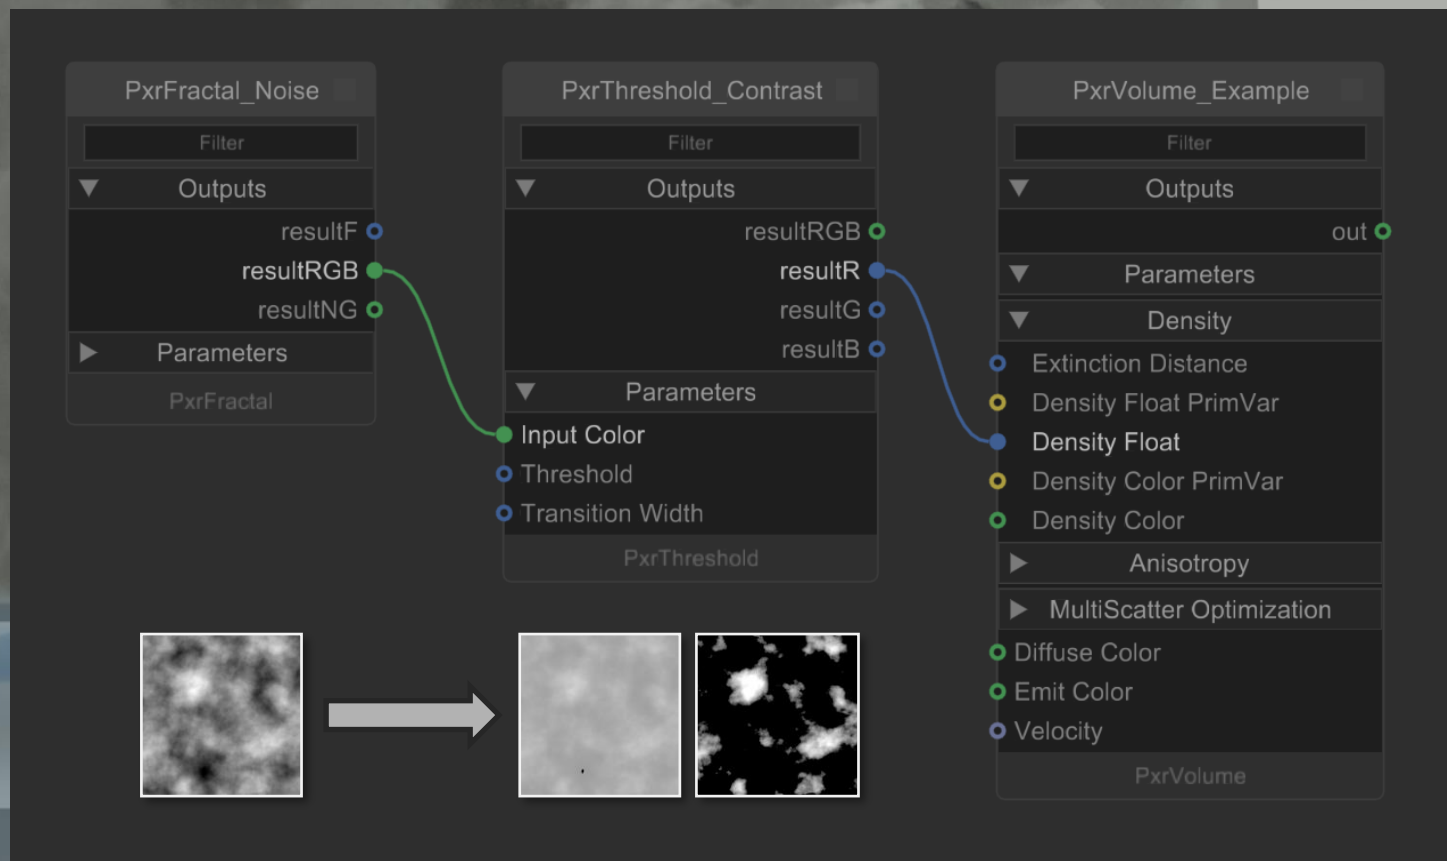 PxrFractal_Noise
Filter
Outputs
resultF
resultRGB
resultNG
Parameters
PxrFractal
PxrThreshold_Contrast
Filter
Outputs
resultRGB
resultR
resultG
resultB
Parameters
Input Color
Threshold
Transition Width
PxrThreshold
PxrVolume_Example
Filter
Outputs
out
Parameters
Density
Extinction Distance
Density Float PrimVar
Density Float
Density Color PrimVar
Density Color
Anisotropy
MultiScatter Optimization
Diffuse Color
Emit Color
Velocity
PxrVolume